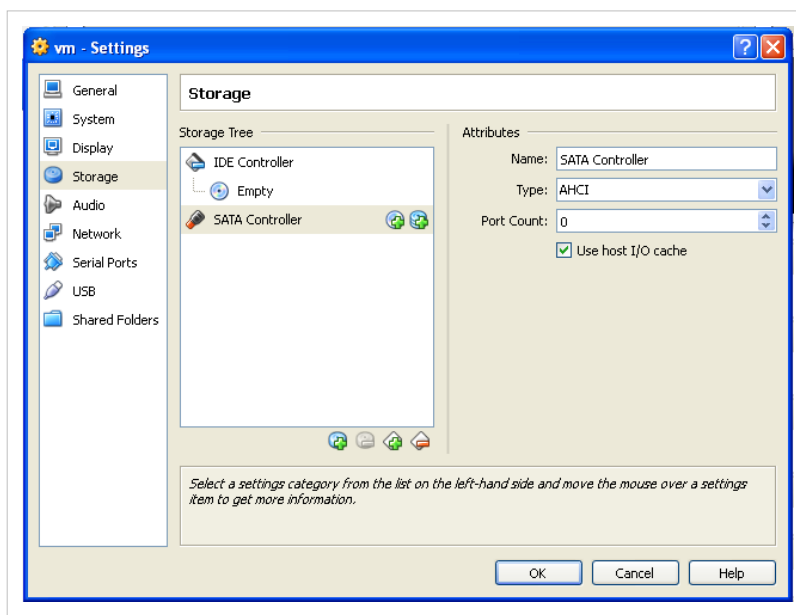 vm - Settings
General
System
Display
Storage
Audio
Network
Serial Ports
USB
Shared Folders
Storage
Storage Tree
IDE Controller
Empty
SATA Controller
Attributes
Name: SATA Controller
Type: AHCI
Port Count: 0
Use host I/O cache
Select a settings category from the list on the left-hand side and move the mouse over a settings
item to get more information.
OK Cancel Help